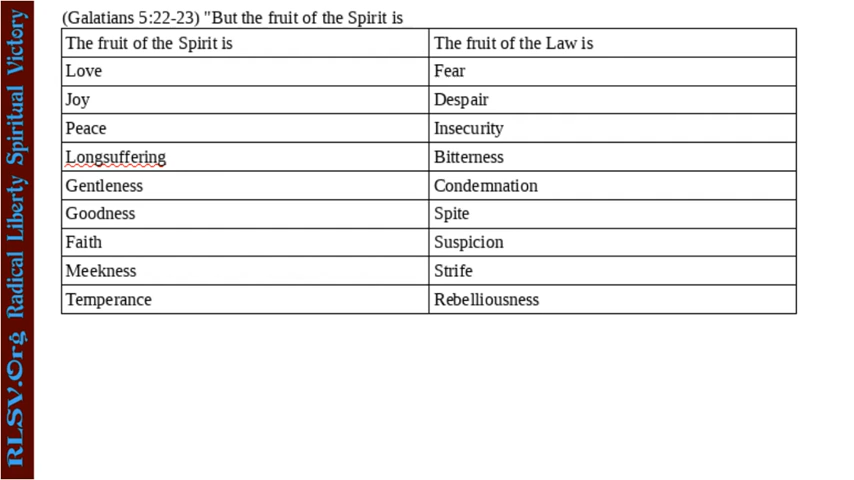 (Galatians 5:22-23) "But the fruit of the Spirit is
The fruit of the Spirit is The fruit of the Law is
Love Fear
Joy Despair
Peace Insecurity
Longsuffering Bitterness
Gentleness Condemnation
Goodness Spite
Faith Suspicion
Meekness Strife
Temperance Rebelliousness
RLSV.Org Radical Liberty Spiritual Victory